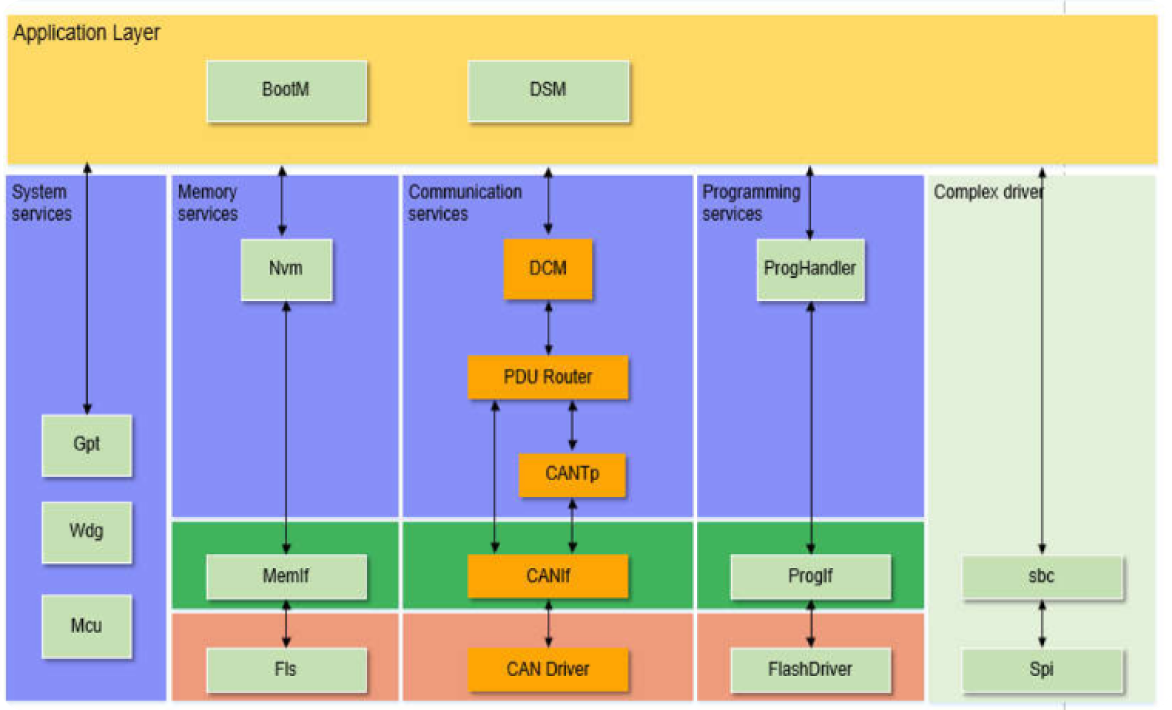 Application Layer
BootM
DSM
System
services
Memory
services
Communication
services
Programming
services
Complex driver
Nvm
DCM
ProgHandler
PDU Router
Gpt
CANTp
Wdg
MemIf
CANIf
ProgIf
sbc
Mcu
Fls
CAN Driver
FlashDriver
Spi